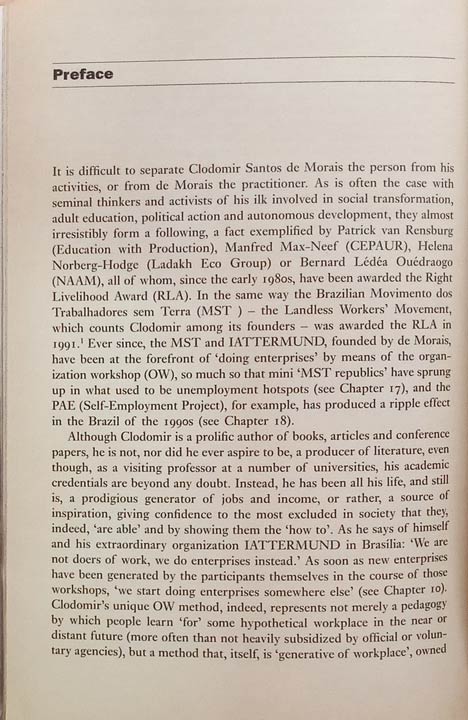 Preface
It is difficult to separate Clodomir Santos de Morais the person from his
activities, or from de Morais the practitioner. As is often the case with
seminal thinkers and activists of his ilk involved in social transformation,
adult education, political action and autonomous development, they almost
irresistibly form a following, a fact exemplified by Patrick van Rensburg
(Education with Production), Manfred Max-Neef (CEPAUR), Helena
Norberg-Hodge (Ladakh Eco Group) or Bernard Lédéa Ouédraogo
(NAAM), all of whom, since the early 1980s, have been awarded the Right
Livelihood Award (RLA). In the same way the Brazilian Movimento dos
Trabalhadores sem Terra (MST ) – the Landless Workers' Movement,
which counts Clodomir among its founders – was awarded the RLA in
1991.¹ Ever since, the MST and IATTERMUND, founded by de Morais,
have been at the forefront of 'doing enterprises' by means of the organ-
ization workshop (OW), so much so that mini 'MST republics' have sprung
up in what used to be unemployment hotspots (see Chapter 17), and the
PAE (Self-Employment Project), for example, has produced a ripple effect
in the Brazil of the 1990s (see Chapter 18).
Although Clodomir is a prolific author of books, articles and conference
papers, he is not, nor did he ever aspire to be, a producer of literature, even
though, as a visiting professor at a number of universities, his academic
credentials are beyond any doubt. Instead, he has been all his life, and still
is, a prodigious generator of jobs and income, or rather, a source of
inspiration, giving confidence to the most excluded in society that they,
indeed, 'are able' and by showing them the 'how to'. As he says of himself
and his extraordinary organization IATTERMUND in Brasília: 'We are
not doers of work, we do enterprises instead.' As soon as new enterprises
have been generated by the participants themselves in the course of those
workshops, 'we start doing enterprises somewhere else' (see Chapter 10).
Clodomir's unique OW method, indeed, represents not merely a pedagogy
by which people learn 'for' some hypothetical workplace in the near or
distant future (more often than not heavily subsidized by official or volun-
tary agencies), but a method that, itself, is 'generative of workplace', owned